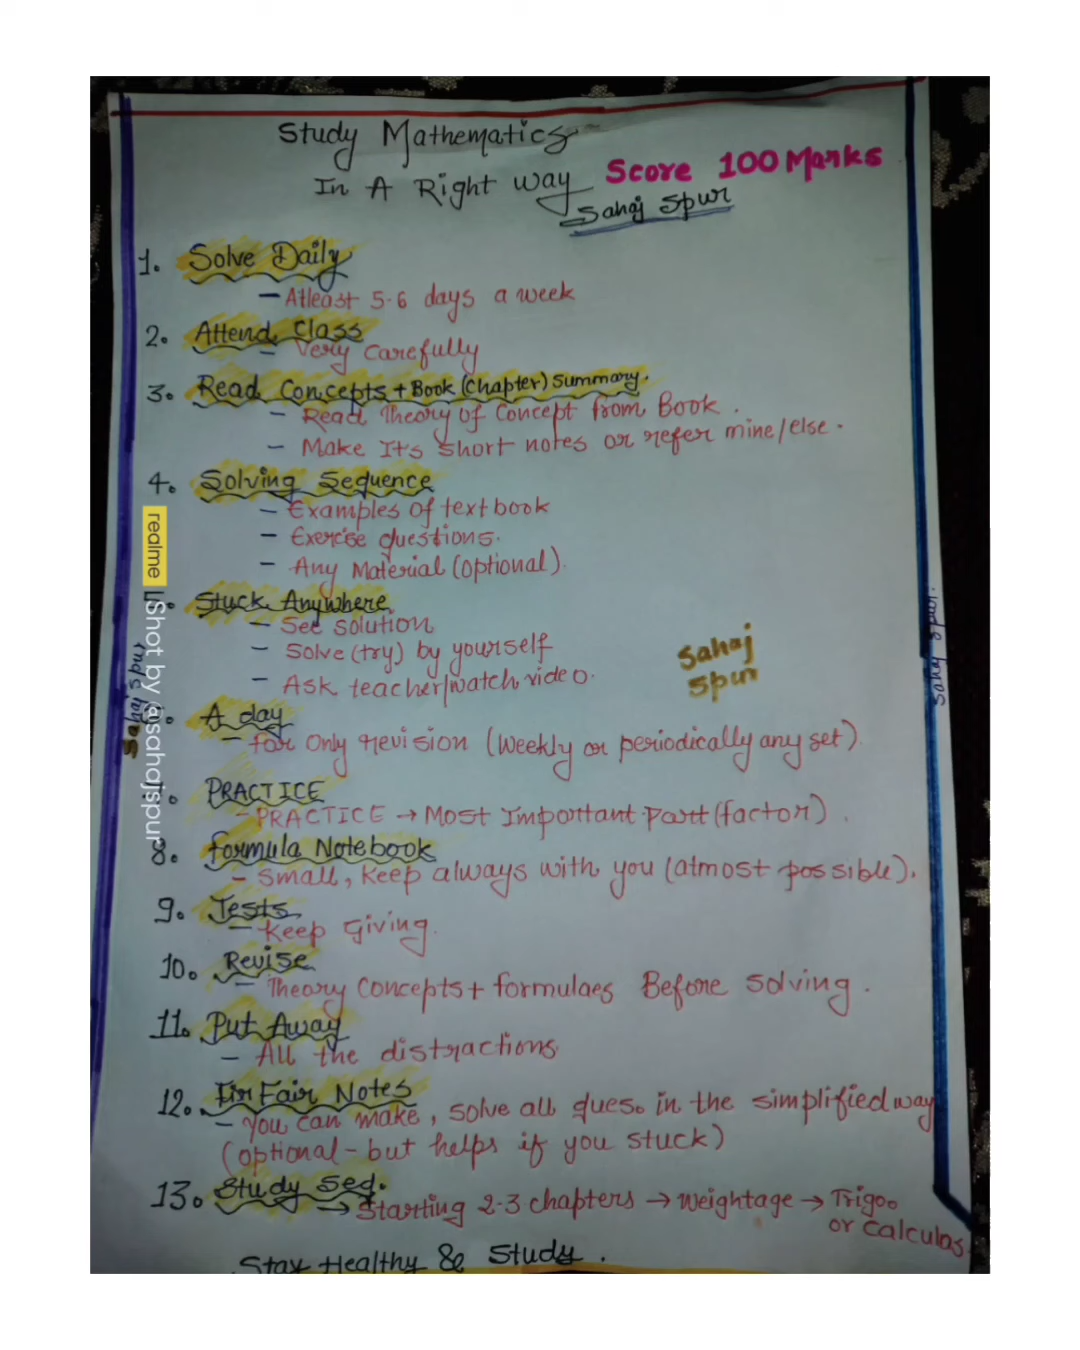 Study Mathematics
In A Right way
Score 100 Marks
Sahaj Spur
1. Solve Daily
- Atleast 5-6 days a week
2. Attend Class
- Very carefully
3. Read Concepts + Book (Chapter) Summary.
- Read Theory of Concept from Book.
- Make It's short notes or refer mine/else.
4. Solving Sequence
- Examples of textbook
- Exercise questions.
- Any Material (optional).
Stuck Anywhere
- See solution
- Solve (try) by yourself
- Ask teacher/watch video.
Sahaj
Spur
A day
- for Only revision (Weekly or periodically any set).
PRACTICE
- PRACTICE → Most Important Part (factor).
8. formula Notebook
- Small, Keep always with you (atmost possible).
9. Tests
- Keep Giving.
10. Revise
- Theory Concepts + formulaes Before solving.
11. Put Away
- All the distractions
12. Fair Notes
- You can make, solve all ques. in the simplified way
(optional - but helps if you stuck)
13. Study Seq.
→ Starting 2-3 chapters → weightage → Trigo.
or Calculas.
Stay Healthy & Study.
realme Shot by @sahajspur
Sahaj Spur
Sahaj Spur.